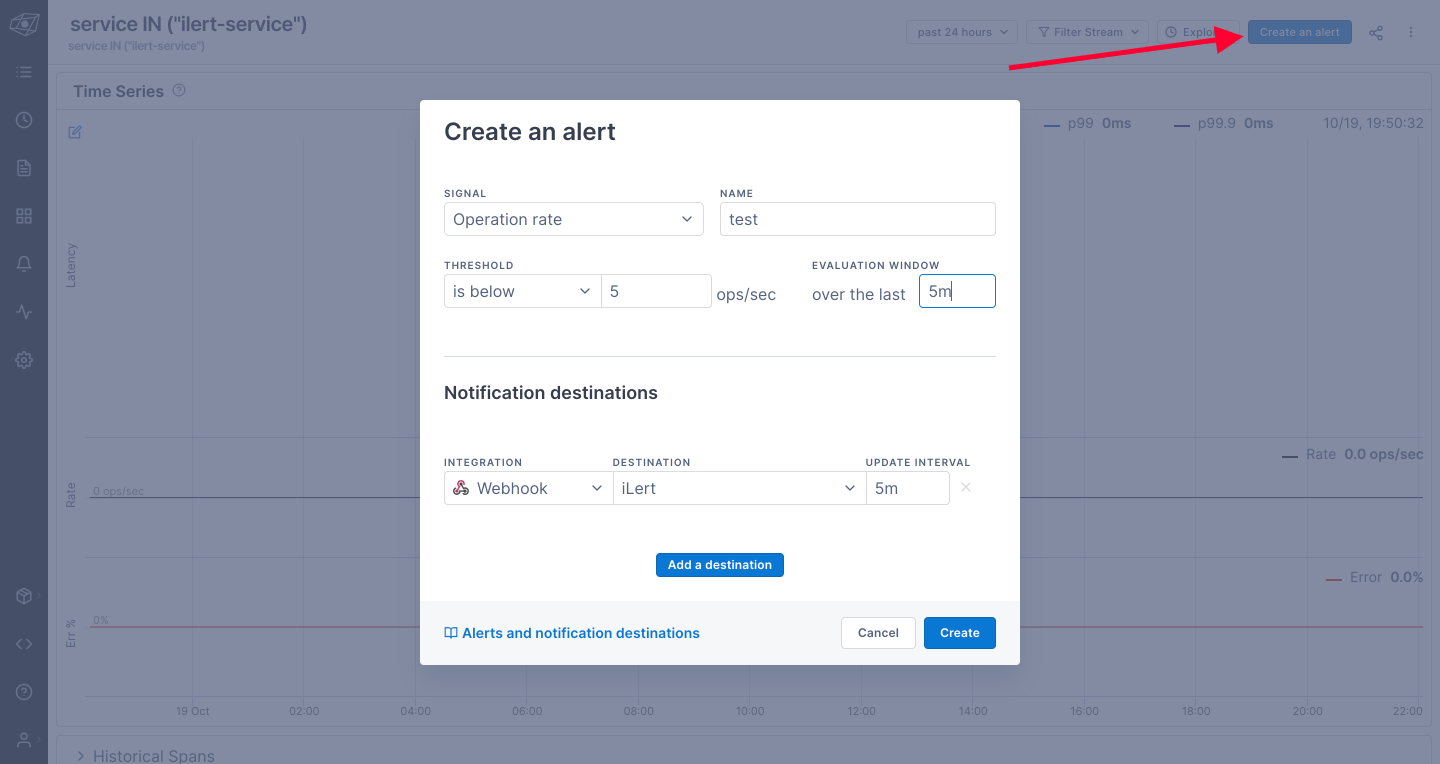 service IN ("ilert-service")
service IN ("ilert-service")
past 24 hours
Filter Stream
Create an alert
Time Series
p99 0ms
p99.9 0ms
10/19, 19:50:32
Create an alert
SIGNAL
NAME
Operation rate
test
THRESHOLD
EVALUATION WINDOW
is below
5
ops/sec
over the last
5m
Notification destinations
INTEGRATION
DESTINATION
UPDATE INTERVAL
Webhook
iLert
5m
Add a destination
Alerts and notification destinations
Cancel
Create
Latency
Rate 0.0 ops/sec
Rate
0 ops/sec
Error 0.0%
Err %
0%
19 Oct
02:00
04:00
06:00
08:00
10:00
12:00
14:00
16:00
18:00
20:00
22:00
Historical Spans